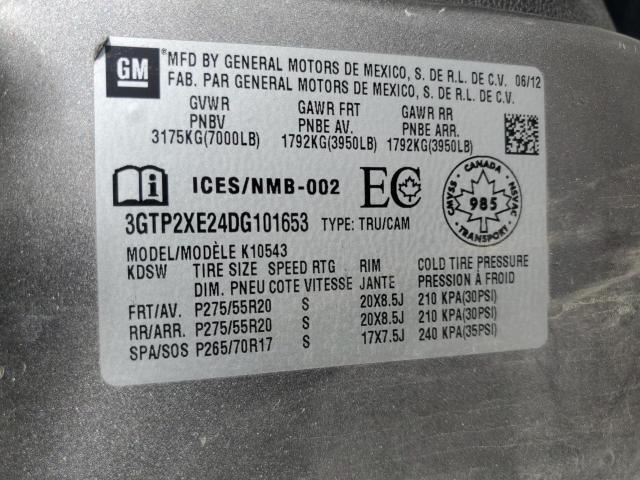 GM
®MFD BY GENERAL MOTORS DE MEXICO, S. DE R.L. DE C.V. 06/12
FAB. PAR GENERAL MOTORS DE MEXICO, S. DE R.L. DE C.V.
GVWR GAWR FRT GAWR RR
PNBV PNBE AV. PNBE ARR.
3175KG(7000LB) 1792KG(3950LB) 1792KG(3950LB)
ICES/NMB-002 EC
CANADA
CMVSS NSVAC
985
TRANSPORT
3GTP2XE24DG101653 TYPE: TRU/CAM
MODEL/MODÈLE K10543
KDSW TIRE SIZE SPEED RTG RIM COLD TIRE PRESSURE
DIM. PNEU COTE VITESSE JANTE PRESSION À FROID
FRT/AV. P275/55R20 S 20X8.5J 210 KPA(30PSI)
RR/ARR. P275/55R20 S 20X8.5J 210 KPA(30PSI)
SPA/SOS P265/70R17 S 17X7.5J 240 KPA(35PSI)